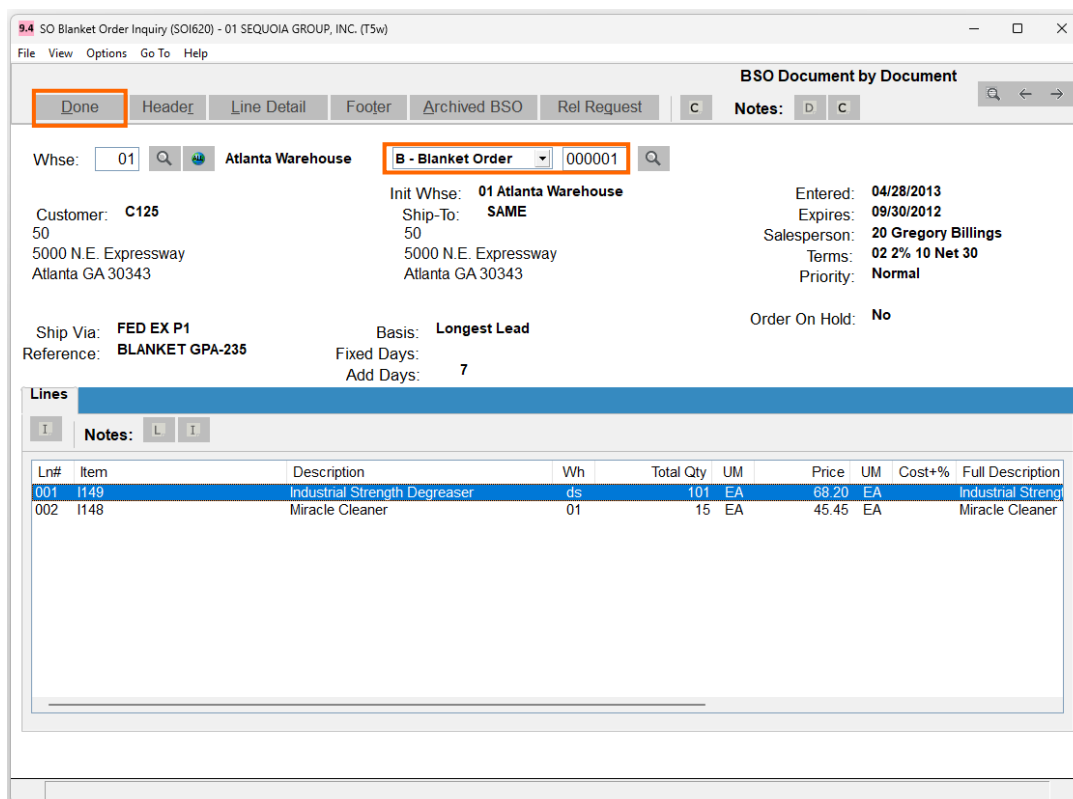 9.4 SO Blanket Order Inquiry (SOI620) - 01 SEQUOIA GROUP, INC. (T5w)
File View Options Go To Help
BSO Document by Document
Done Header Line Detail Footer Archived BSO Rel Request C Notes: D C
Whse: 01 Atlanta Warehouse B - Blanket Order 000001
Init Whse: 01 Atlanta Warehouse Entered: 04/28/2013
Customer: C125 Ship-To: SAME Expires: 09/30/2012
50 50 Salesperson: 20 Gregory Billings
5000 N.E. Expressway 5000 N.E. Expressway Terms: 02 2% 10 Net 30
Atlanta GA 30343 Atlanta GA 30343 Priority: Normal
Order On Hold: No
Ship Via: FED EX P1 Basis: Longest Lead
Reference: BLANKET GPA-235 Fixed Days:
Add Days: 7
Lines
I Notes: L I
Ln# Item Description Wh Total Qty UM Price UM Cost+% Full Description
001 I149 Industrial Strength Degreaser ds 101 EA 68.20 EA Industrial Strengt
002 I148 Miracle Cleaner 01 15 EA 45.45 EA Miracle Cleaner